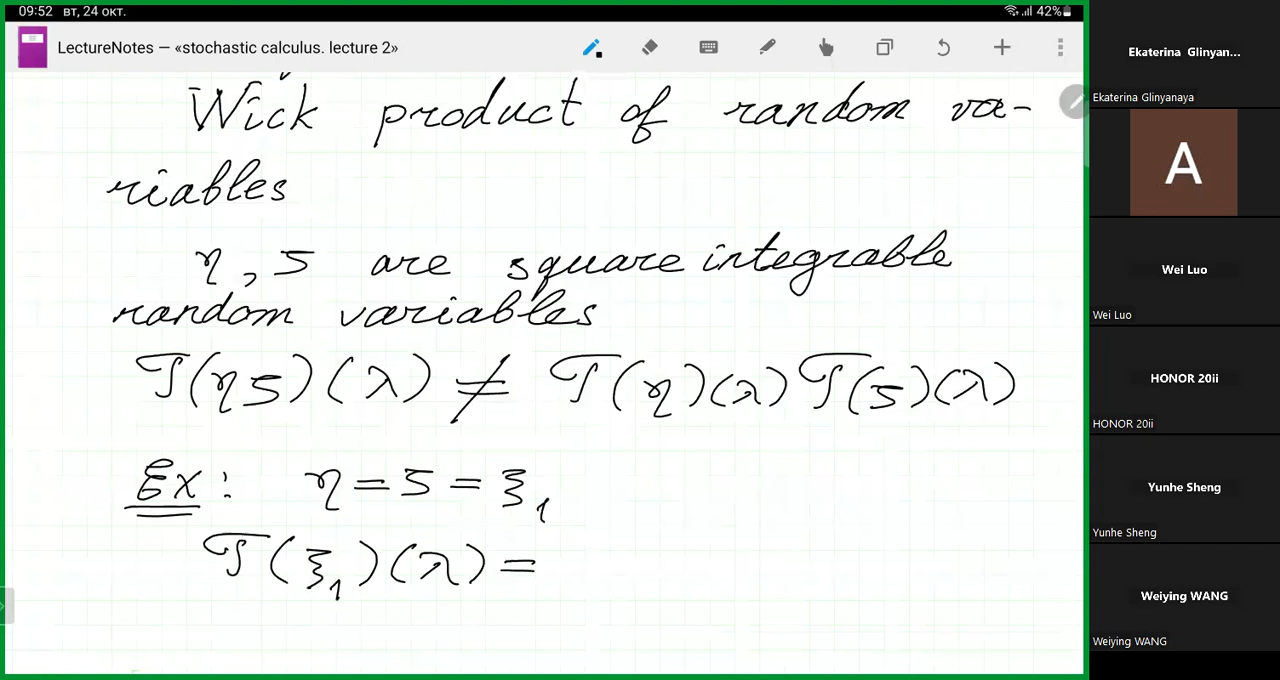 09:52 вт, 24 окт. 42%
LectureNotes — «stochastic calculus. lecture 2»
Wick product of random va-
riables
η, ζ are square integrable
random variables
𝒯(ηζ)(λ) ≠ 𝒯(η)(λ) 𝒯(ζ)(λ)
Ex: η = ζ = ξ₁
𝒯(ξ₁)(λ) =
Ekaterina Glinyan...
Ekaterina Glinyanaya
A
Wei Luo
Wei Luo
HONOR 20ii
HONOR 20ii
Yunhe Sheng
Yunhe Sheng
Weiying WANG
Weiying WANG